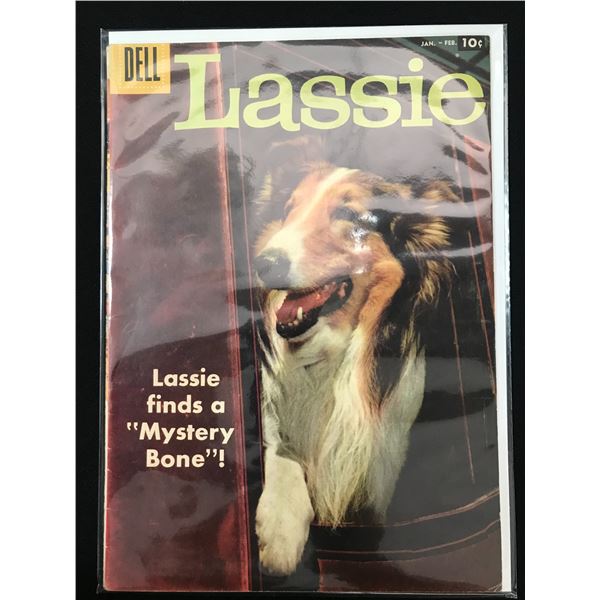 DELL
JAN. - FEB. 10¢
Lassie
Lassie
finds a
"Mystery
Bone"!